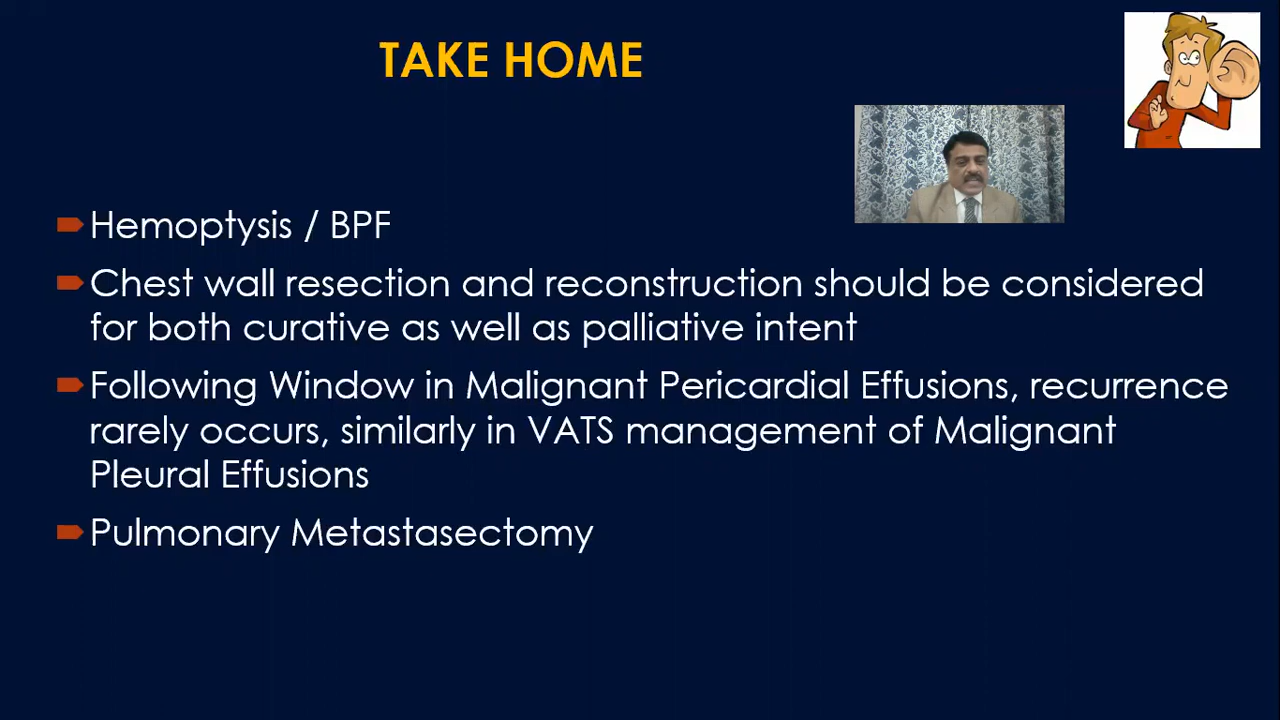 TAKE HOME
Hemoptysis / BPF
Chest wall resection and reconstruction should be considered
for both curative as well as palliative intent
Following Window in Malignant Pericardial Effusions, recurrence
rarely occurs, similarly in VATS management of Malignant
Pleural Effusions
Pulmonary Metastasectomy